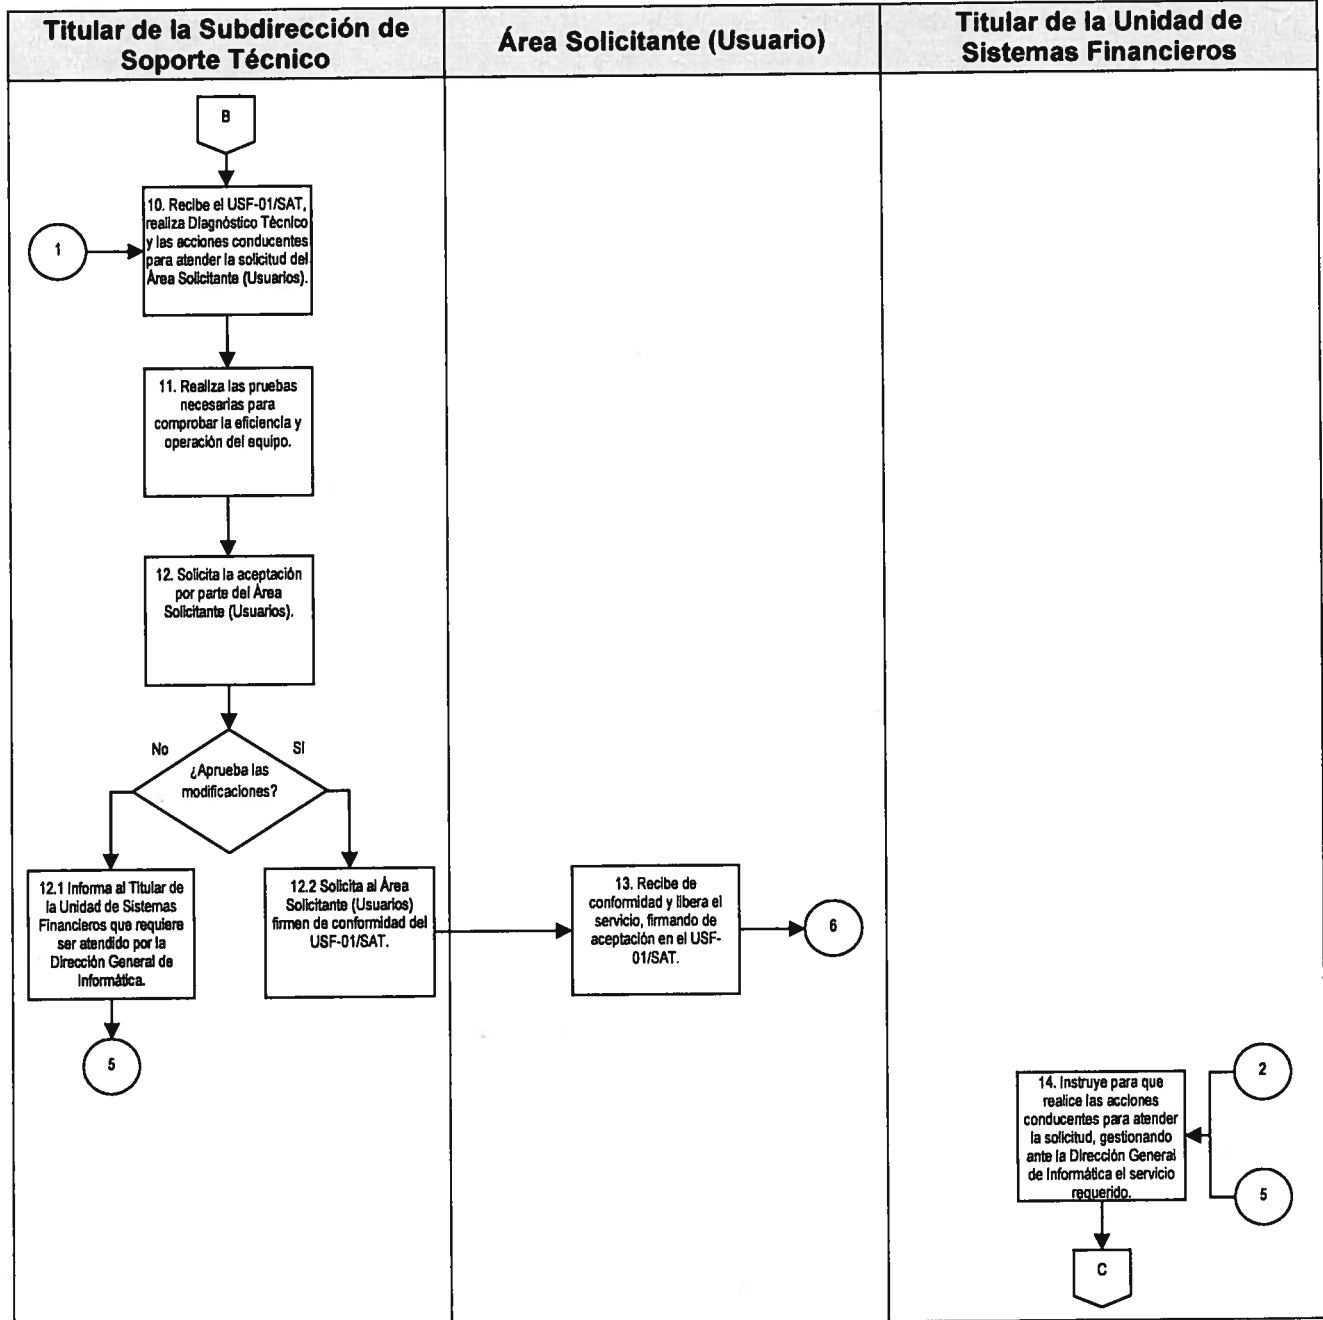 Titular de la Subdirección de
Soporte Técnico
Área Solicitante (Usuario)
Titular de la Unidad de
Sistemas Financieros
B
10. Recibe el USF-01/SAT,
realiza Diagnóstico Técnico
y las acciones conducentes
para atender la solicitud del
Área Solicitante (Usuarios).
1
11. Realiza las pruebas
necesarias para
comprobar la eficiencia y
operación del equipo.
12. Solicita la aceptación
por parte del Área
Solicitante (Usuarios).
No
SI
¿Aprueba las
modificaciones?
12.1 Informa al Titular de
la Unidad de Sistemas
Financieros que requiere
ser atendido por la
Dirección General de
Informática.
12.2 Solicita al Área
Solicitante (Usuarios)
firmen de conformidad del
USF-01/SAT.
13. Recibe de
conformidad y libera el
servicio, firmando de
aceptación en el USF-
01/SAT.
6
5
14. Instruye para que
realice las acciones
conducentes para atender
la solicitud, gestionando
ante la Dirección General
de Informática el servicio
requerido.
2
5
C